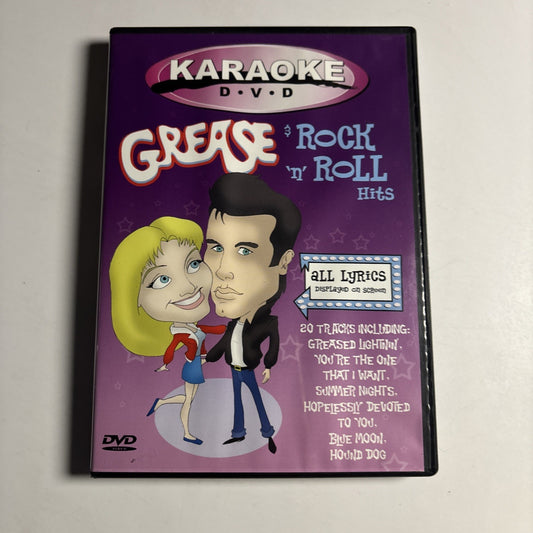 KARAOKE
D·V·D
GREASE & ROCK
'n' ROLL
Hits
all LYRICS
DISPLAYED ON SCREEN
20 TRACKS INCLUDING:
GREASED LIGHTNIN',
YOU'RE THE ONE
THAT I WANT,
SUMMER NIGHTS,
HOPELESSLY DEVOTED
TO YOU,
BLUE MOON,
HOUND DOG
DVD
VIDEO